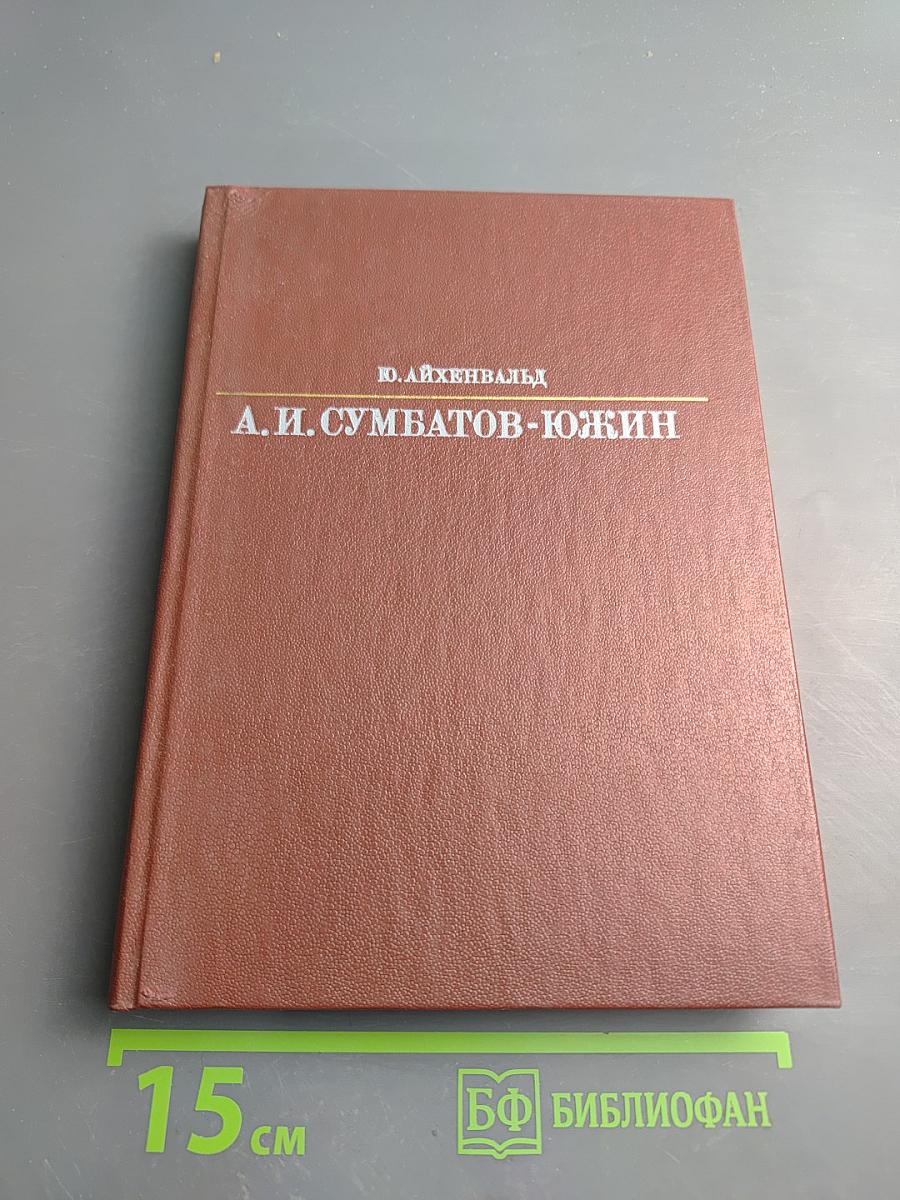 Ю. АЙХЕНВАЛЬД
А. И. СУМБАТОВ-ЮЖИН
15 см
БФ БИБЛИОФАН